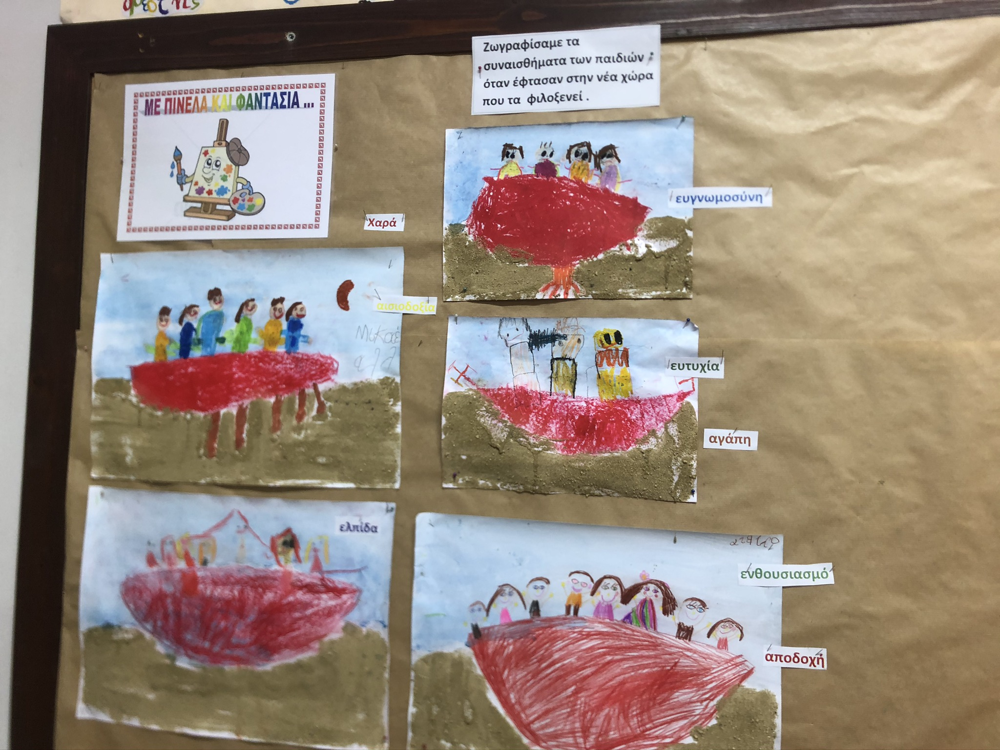 ΜΕ ΠΙΝΕΛΑ ΚΑΙ ΦΑΝΤΑΣΙΑ ...
Ζωγραφίσαμε τα
συναισθήματα των παιδιών
όταν έφτασαν στην νέα χώρα
που τα φιλοξενεί .
Χαρά
ευγνωμοσύνη
αισιοδοξία
ευτυχία
αγάπη
ελπίδα
ενθουσιασμό
αποδοχή